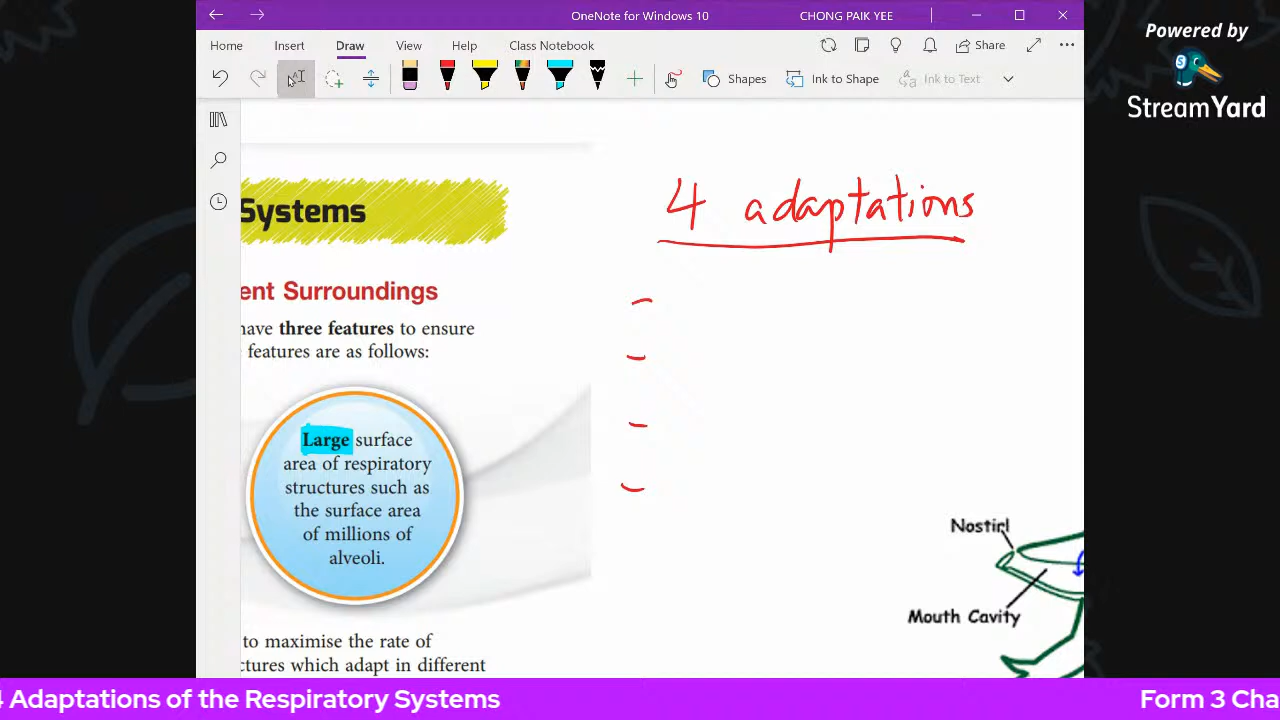 OneNote for Windows 10
CHONG PAIK YEE
Home Insert Draw View Help Class Notebook
Share
Shapes
Ink to Shape
Ink to Text
Powered by
StreamYard
Systems
4 adaptations
ent Surroundings
have three features to ensure
features are as follows:
Large surface
area of respiratory
structures such as
the surface area
of millions of
alveoli.
Nostirl
Mouth Cavity
to maximise the rate of
ctures which adapt in different
4 Adaptations of the Respiratory Systems
Form 3 Cha